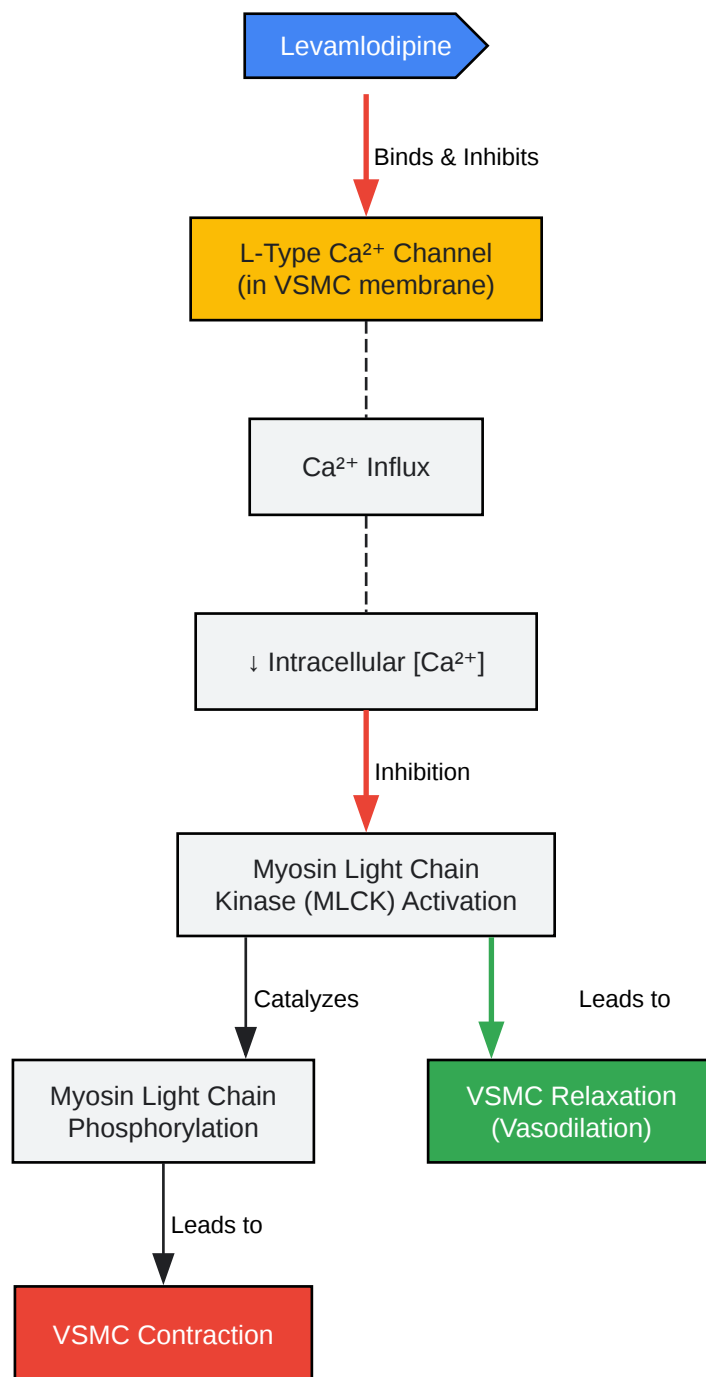 Levamlodipine
Binds & Inhibits
L-Type Ca²⁺ Channel
(in VSMC membrane)
Ca²⁺ Influx
↓ Intracellular [Ca²⁺]
Inhibition
Myosin Light Chain
Kinase (MLCK) Activation
Catalyzes
Leads to
Myosin Light Chain
Phosphorylation
VSMC Relaxation
(Vasodilation)
Leads to
VSMC Contraction